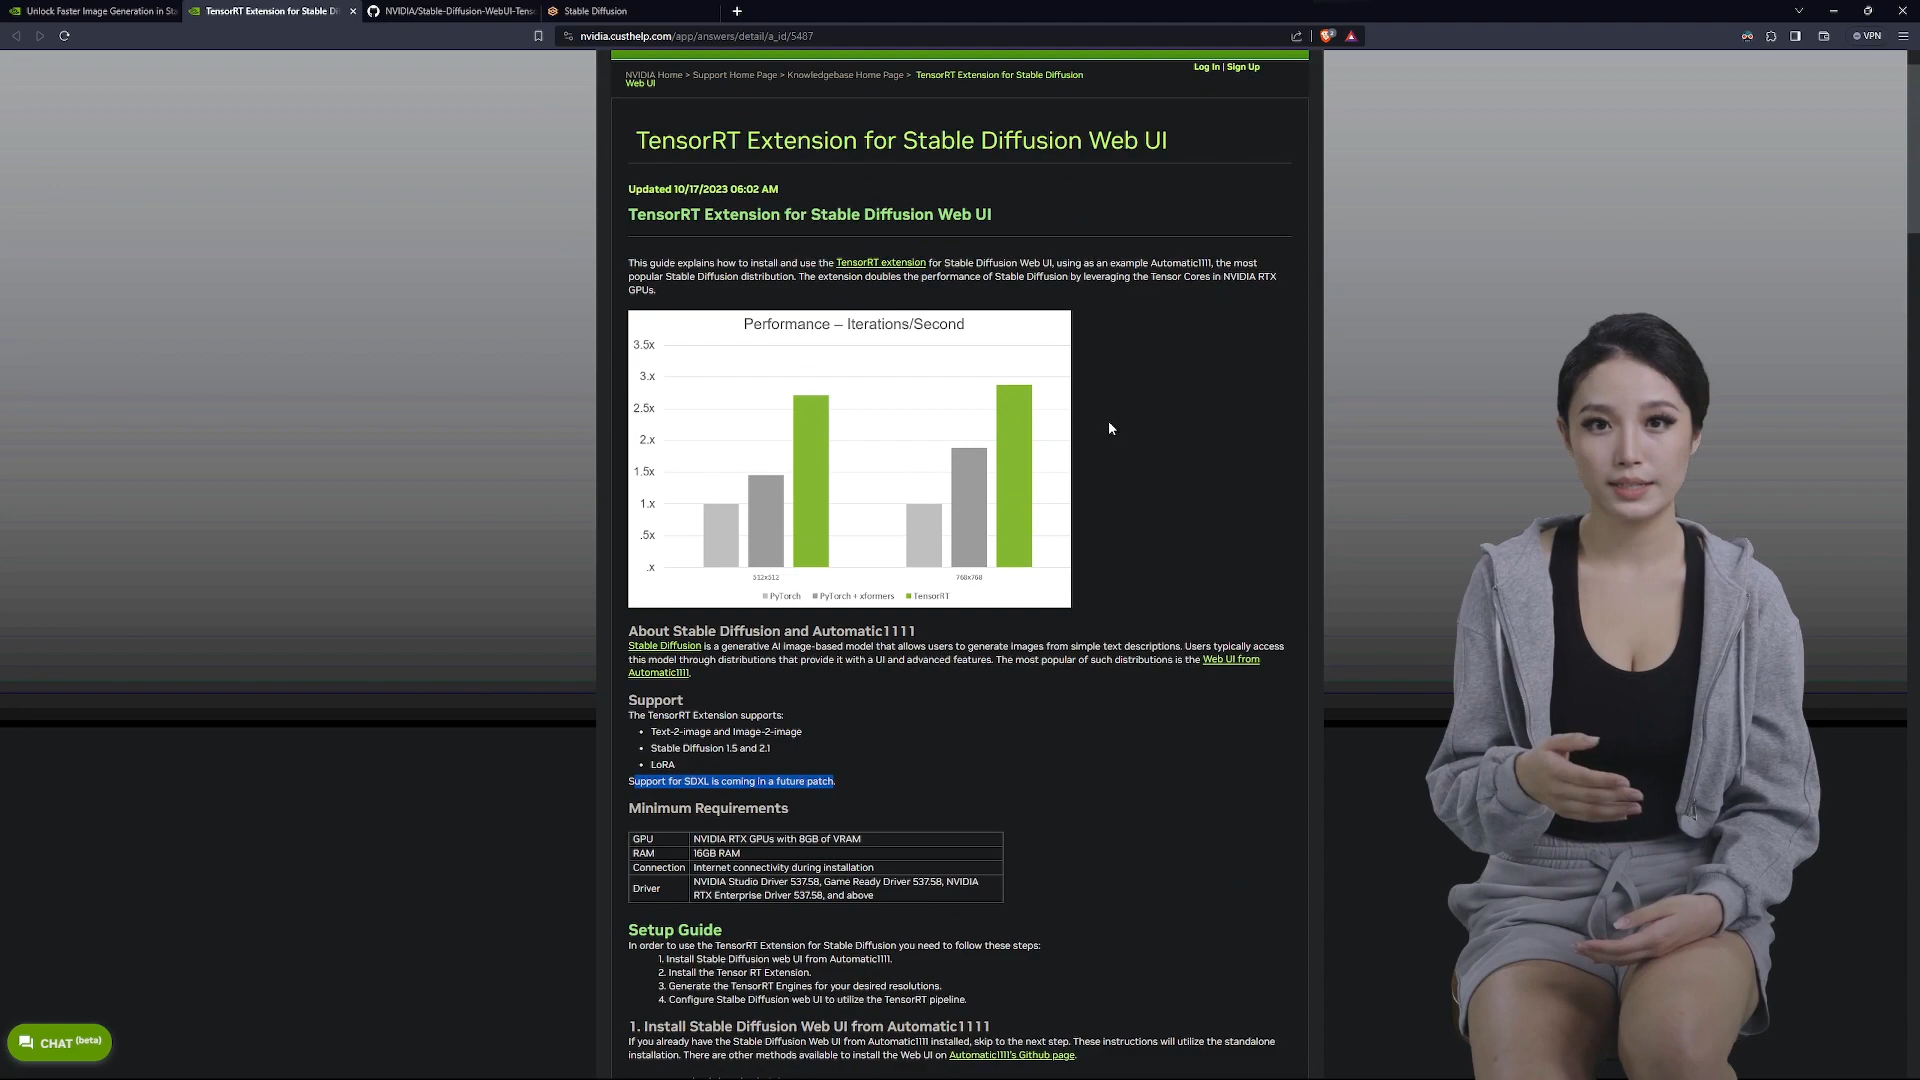 Unlock Faster Image Generation in Sta
TensorRT Extension for Stable Di
NVIDIA/Stable-Diffusion-WebUI-Tenso
Stable Diffusion
nvidia.custhelp.com/app/answers/detail/a_id/5487
VPN
NVIDIA Home > Support Home Page > Knowledgebase Home Page > TensorRT Extension for Stable Diffusion
Web UI
Log In | Sign Up
TensorRT Extension for Stable Diffusion Web UI
Updated 10/17/2023 06:02 AM
TensorRT Extension for Stable Diffusion Web UI
This guide explains how to install and use the TensorRT extension for Stable Diffusion Web UI, using as an example Automatic1111, the most
popular Stable Diffusion distribution. The extension doubles the performance of Stable Diffusion by leveraging the Tensor Cores in NVIDIA RTX
GPUs.
Performance – Iterations/Second
3.5x
3.x
2.5x
2.x
1.5x
1.x
.5x
.x
512x512
768x768
PyTorch
PyTorch + xformers
TensorRT
About Stable Diffusion and Automatic1111
Stable Diffusion is a generative AI image-based model that allows users to generate images from simple text descriptions. Users typically access
this model through distributions that provide it with a UI and advanced features. The most popular of such distributions is the Web UI from
Automatic1111.
Support
The TensorRT Extension supports:
• Text-2-image and Image-2-image
• Stable Diffusion 1.5 and 2.1
• LoRA
Support for SDXL is coming in a future patch.
Minimum Requirements
GPU NVIDIA RTX GPUs with 8GB of VRAM
RAM 16GB RAM
Connection Internet connectivity during installation
Driver NVIDIA Studio Driver 537.58, Game Ready Driver 537.58, NVIDIA
RTX Enterprise Driver 537.58, and above
Setup Guide
In order to use the TensorRT Extension for Stable Diffusion you need to follow these steps:
1. Install Stable Diffusion web UI from Automatic1111.
2. Install the Tensor RT Extension.
3. Generate the TensorRT Engines for your desired resolutions.
4. Configure Stalbe Diffusion web UI to utilize the TensorRT pipeline.
1. Install Stable Diffusion Web UI from Automatic1111
If you already have the Stable Diffusion Web UI from Automatic1111 installed, skip to the next step. These instructions will utilize the standalone
installation. There are other methods available to install the Web UI on Automatic1111's Github page.
CHAT (beta)